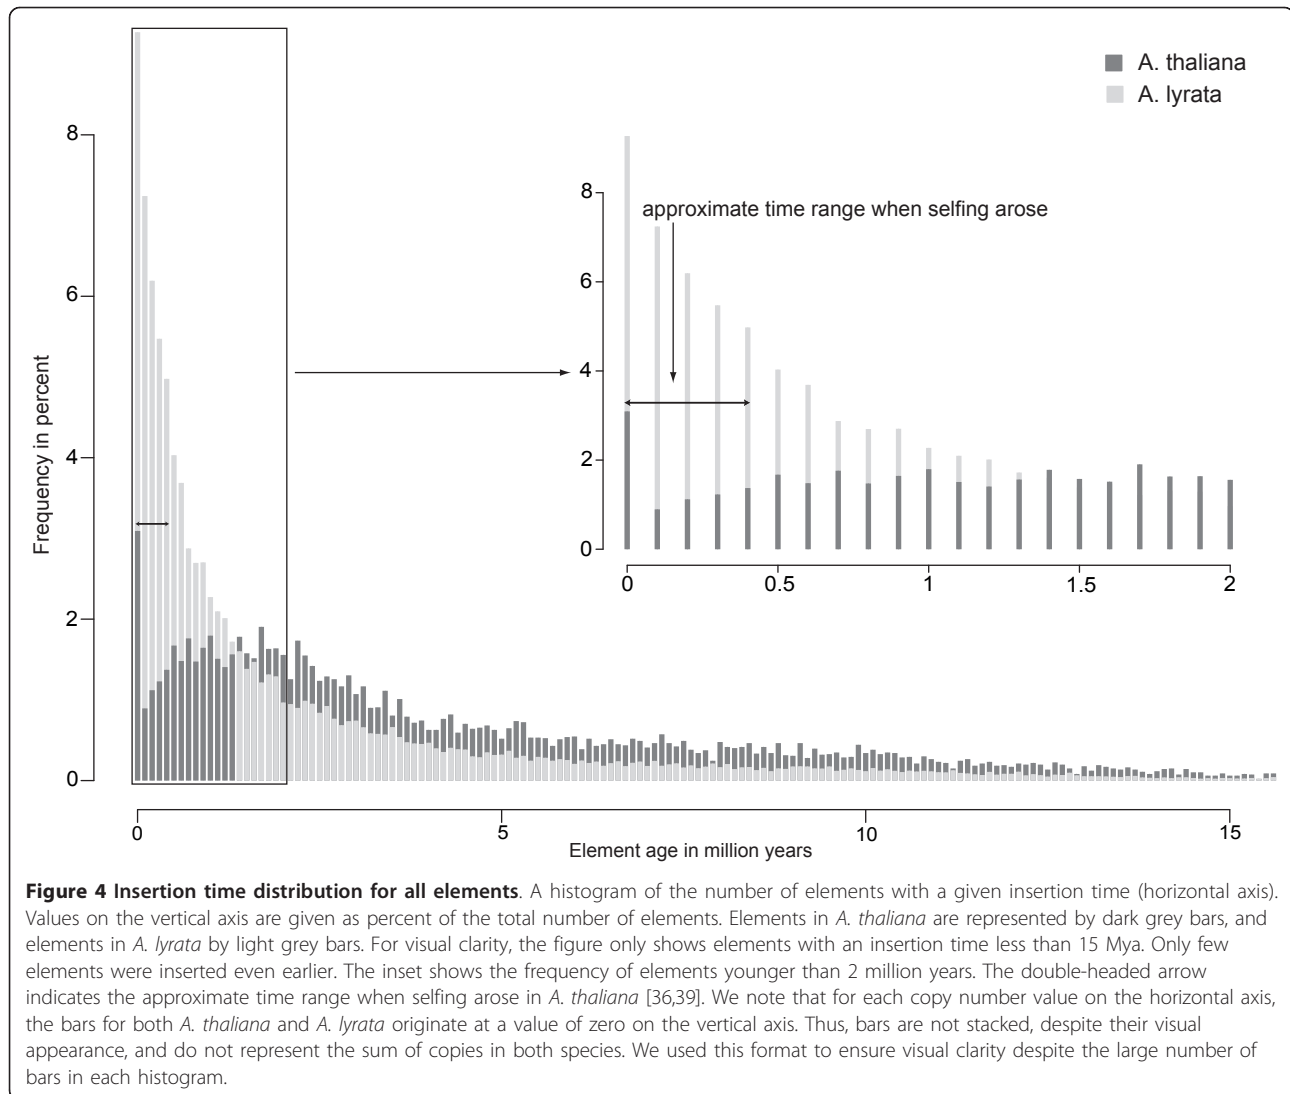 A. thaliana
A. lyrata
8
6
4
2
0
Frequency in percent
8
6
4
2
0
approximate time range when selfing arose
0 0.5 1 1.5 2
0 5 10 15
Element age in million years
Figure 4 Insertion time distribution for all elements. A histogram of the number of elements with a given insertion time (horizontal axis).
Values on the vertical axis are given as percent of the total number of elements. Elements in A. thaliana are represented by dark grey bars, and
elements in A. lyrata by light grey bars. For visual clarity, the figure only shows elements with an insertion time less than 15 Mya. Only few
elements were inserted even earlier. The inset shows the frequency of elements younger than 2 million years. The double-headed arrow
indicates the approximate time range when selfing arose in A. thaliana [36,39]. We note that for each copy number value on the horizontal axis,
the bars for both A. thaliana and A. lyrata originate at a value of zero on the vertical axis. Thus, bars are not stacked, despite their visual
appearance, and do not represent the sum of copies in both species. We used this format to ensure visual clarity despite the large number of
bars in each histogram.